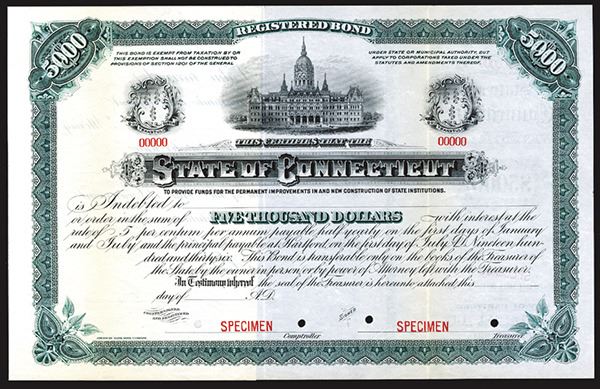 REGISTERED BOND
5000
5000
THIS BOND IS EXEMPT FROM TAXATION BY OR
THIS EXEMPTION SHALL NOT BE CONSTRUED TO
PROVISIONS OF SECTION 1201 OF THE GENERAL
UNDER STATE OR MUNICIPAL AUTHORITY, BUT
APPLY TO CORPORATIONS TAXED UNDER THE
STATUTES AND AMENDMENTS THEREOF.
00000
00000
THIS CERTIFIES THAT THE
STATE OF CONNECTICUT
TO PROVIDE FUNDS FOR THE PERMANENT IMPROVEMENTS IN AND NEW CONSTRUCTION OF STATE INSTITUTIONS.
is Indebted to
or order in the sum of FIVE THOUSAND DOLLARS with interest at the
rate of 5 per centum per annum payable half yearly on the first days of January
and July and the principal payable at Hartford on the first day of July A.D. Nineteen hun-
dred and thirty six. This Bond is transferable only on the books of the Treasurer of
the State by the owner in person or by power of Attorney left with the Treasurer.
In Testimony whereof the seal of the Treasurer is hereunto attached this
day of A.D.
COUNTERSIGNED
AND REGISTERED
SIGNED
SPECIMEN
SPECIMEN
Comptroller
Treasurer